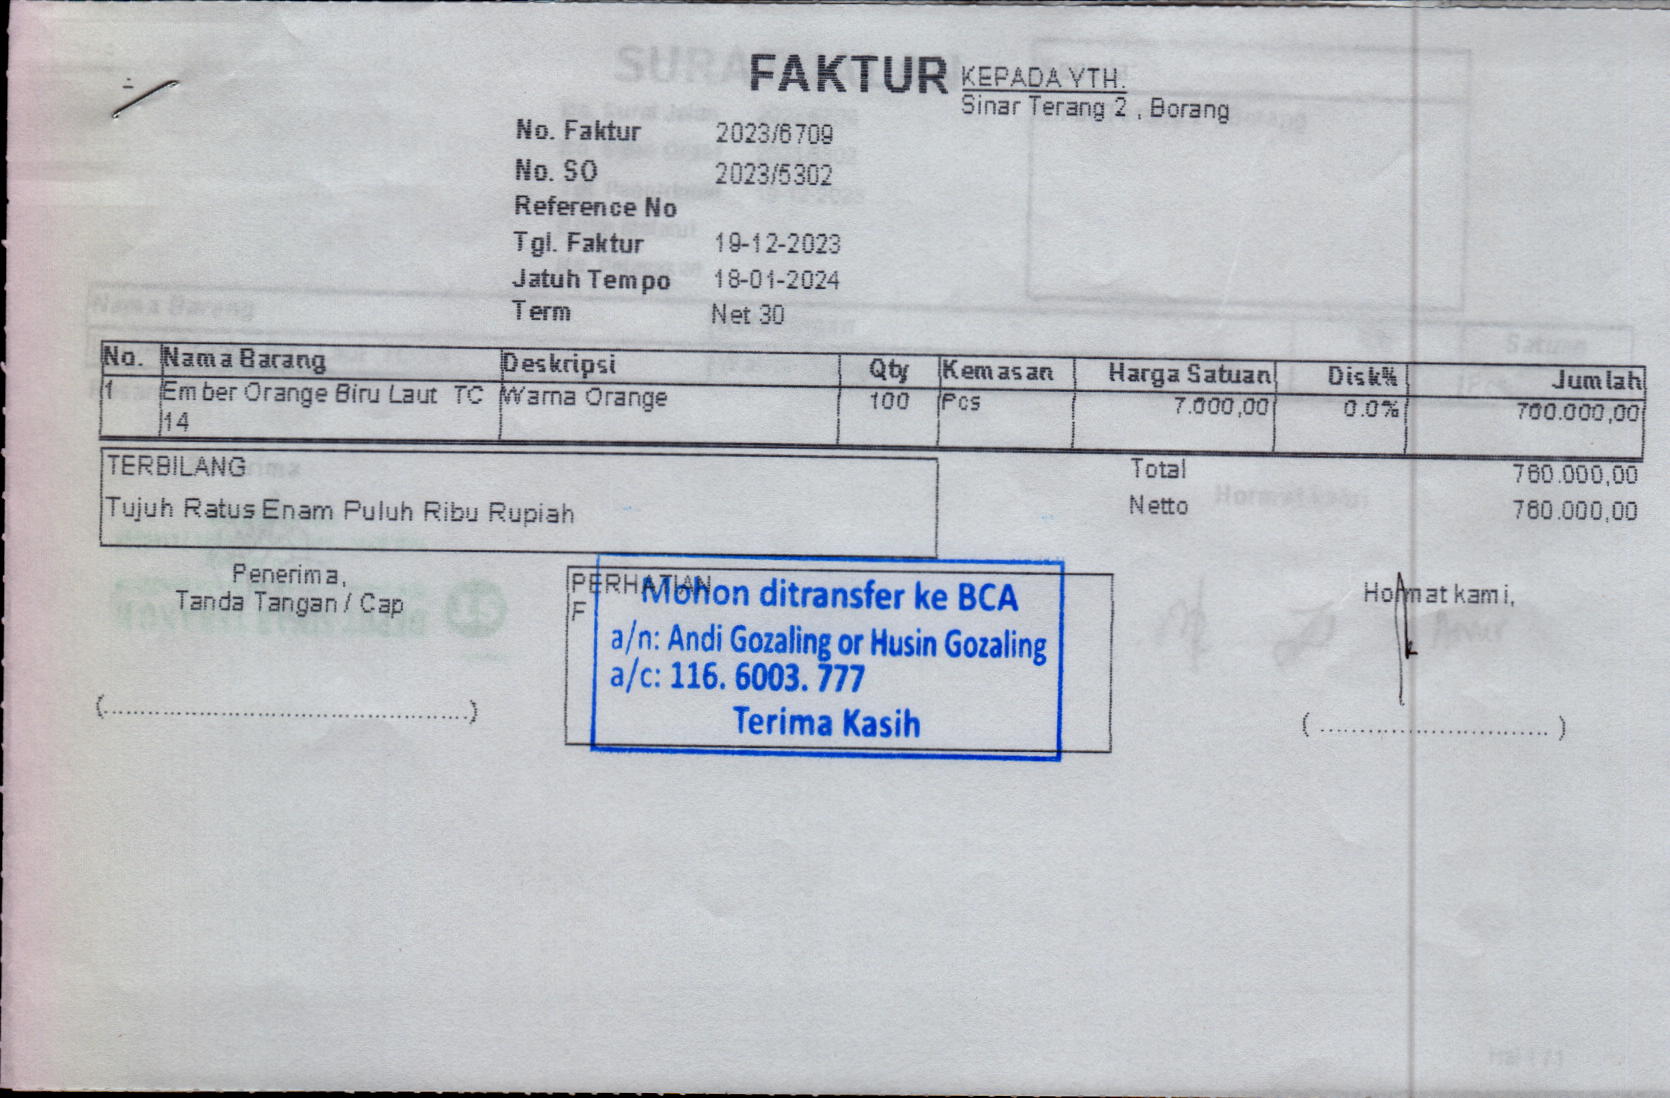 FAKTUR
KEPADA YTH.
Sinar Terang 2 , Borang
No. Faktur 2023/6709
No. SO 2023/5302
Reference No
Tgl. Faktur 19-12-2023
Jatuh Tempo 18-01-2024
Term Net 30
No. Nama Barang Deskripsi Qty Kemasan Harga Satuan Disk% Jumlah
1 Ember Orange Biru Laut TC Warna Orange 100 Pcs 7.600,00 0.0% 760.000,00
14
TERBILANG Total 760.000,00
Tujuh Ratus Enam Puluh Ribu Rupiah Netto 760.000,00
Penerima,
Tanda Tangan / Cap
(............................................)
PERHATIAN
F
Mohon ditransfer ke BCA
a/n: Andi Gozaling or Husin Gozaling
a/c: 116. 6003. 777
Terima Kasih
Hormat kami,
(............................)